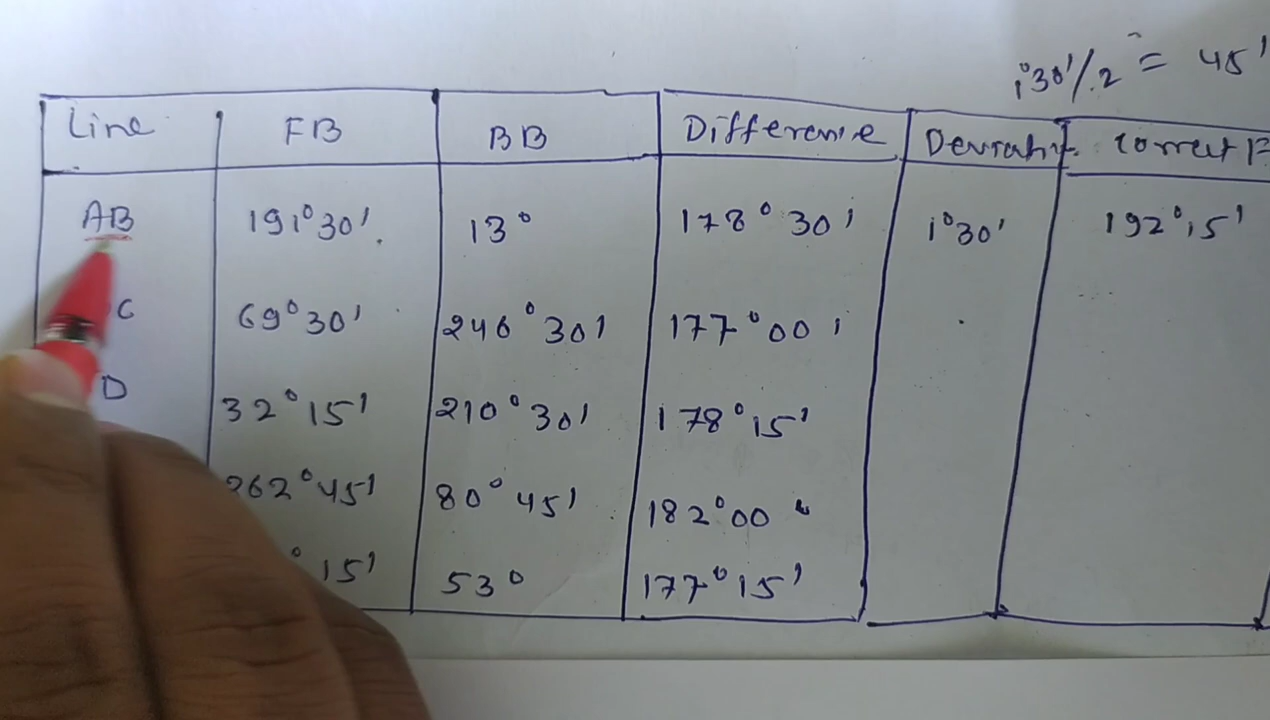 1°30'/2 = 45'
Line FB BB Difference Deviation Correct F
AB 191°30' 13° 178°30' 1°30' 192°15'
C 69°30' 246°30' 177°00'
D 32°15' 210°30' 178°15'
262°45' 80°45' 182°00
° 15' 53° 177°15'